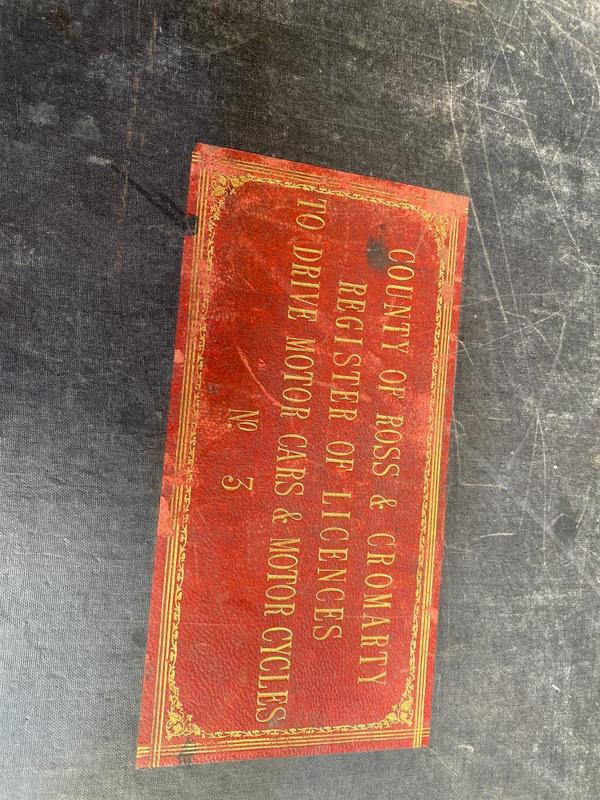 COUNTY OF ROSS & CROMARTY
REGISTER OF LICENCES
TO DRIVE MOTOR CARS & MOTOR CYCLES
No. 3